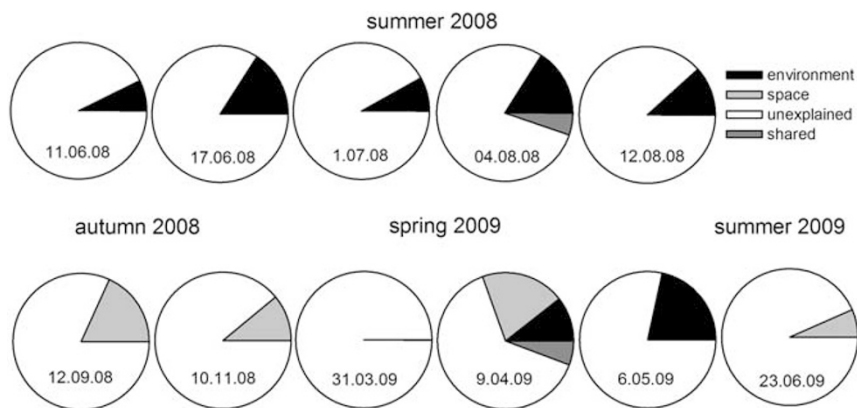 summer 2008
environment
space
unexplained
shared
11.06.08
17.06.08
1.07.08
04.08.08
12.08.08
autumn 2008
spring 2009
summer 2009
12.09.08
10.11.08
31.03.09
9.04.09
6.05.09
23.06.09